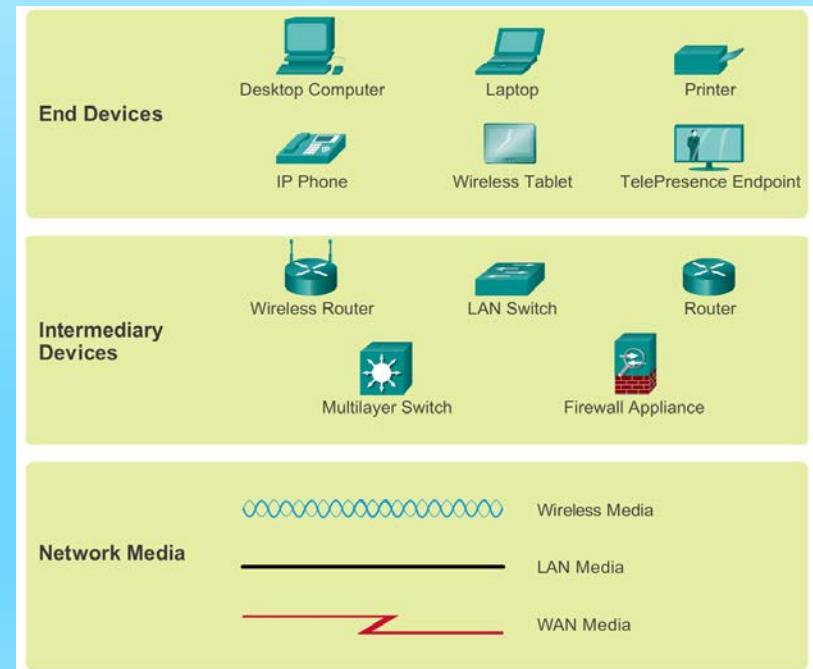 End Devices
Desktop Computer
Laptop
Printer
IP
IP Phone
Wireless Tablet
TelePresence Endpoint
Intermediary
Devices
Wireless Router
LAN Switch
Router
Multilayer Switch
Firewall Appliance
Network Media
Wireless Media
LAN Media
WAN Media